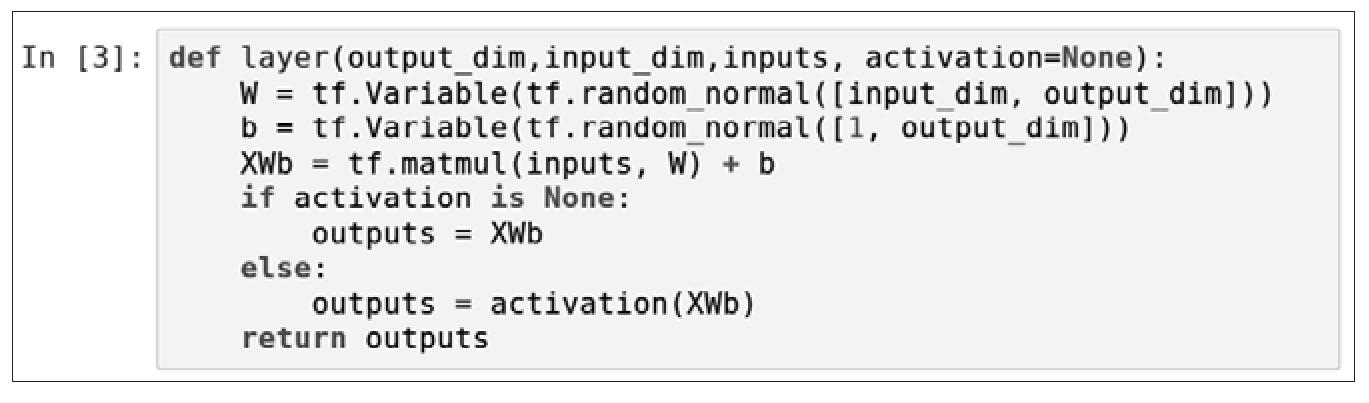 In [3]: def layer(output_dim,input_dim,inputs, activation=None):
    W = tf.Variable(tf.random_normal([input_dim, output_dim]))
    b = tf.Variable(tf.random_normal([1, output_dim]))
    XWb = tf.matmul(inputs, W) + b
    if activation is None:
        outputs = XWb
    else:
        outputs = activation(XWb)
    return outputs